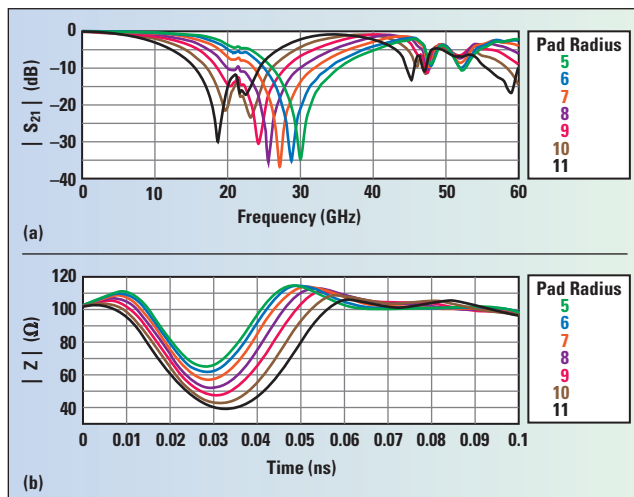 0
–10
–20
–30
–40
| S21 | (dB)
0 10 20 30 40 50 60
Frequency (GHz)
(a)
Pad Radius
5
6
7
8
9
10
11
120
100
80
60
40
| Z | (Ω)
0 0.01 0.02 0.03 0.04 0.05 0.06 0.07 0.08 0.09 0.1
Time (ns)
(b)
Pad Radius
5
6
7
8
9
10
11